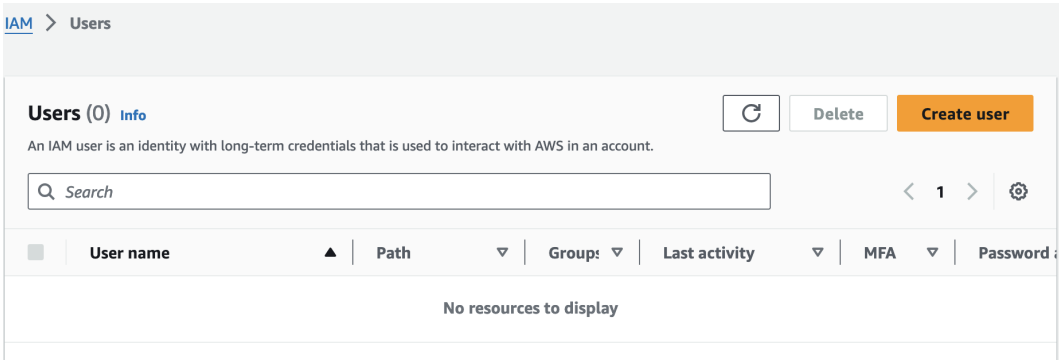 IAM > Users
Users (0) Info
Delete
Create user
An IAM user is an identity with long-term credentials that is used to interact with AWS in an account.
Search
1
User name Path Groups Last activity MFA Password
No resources to display